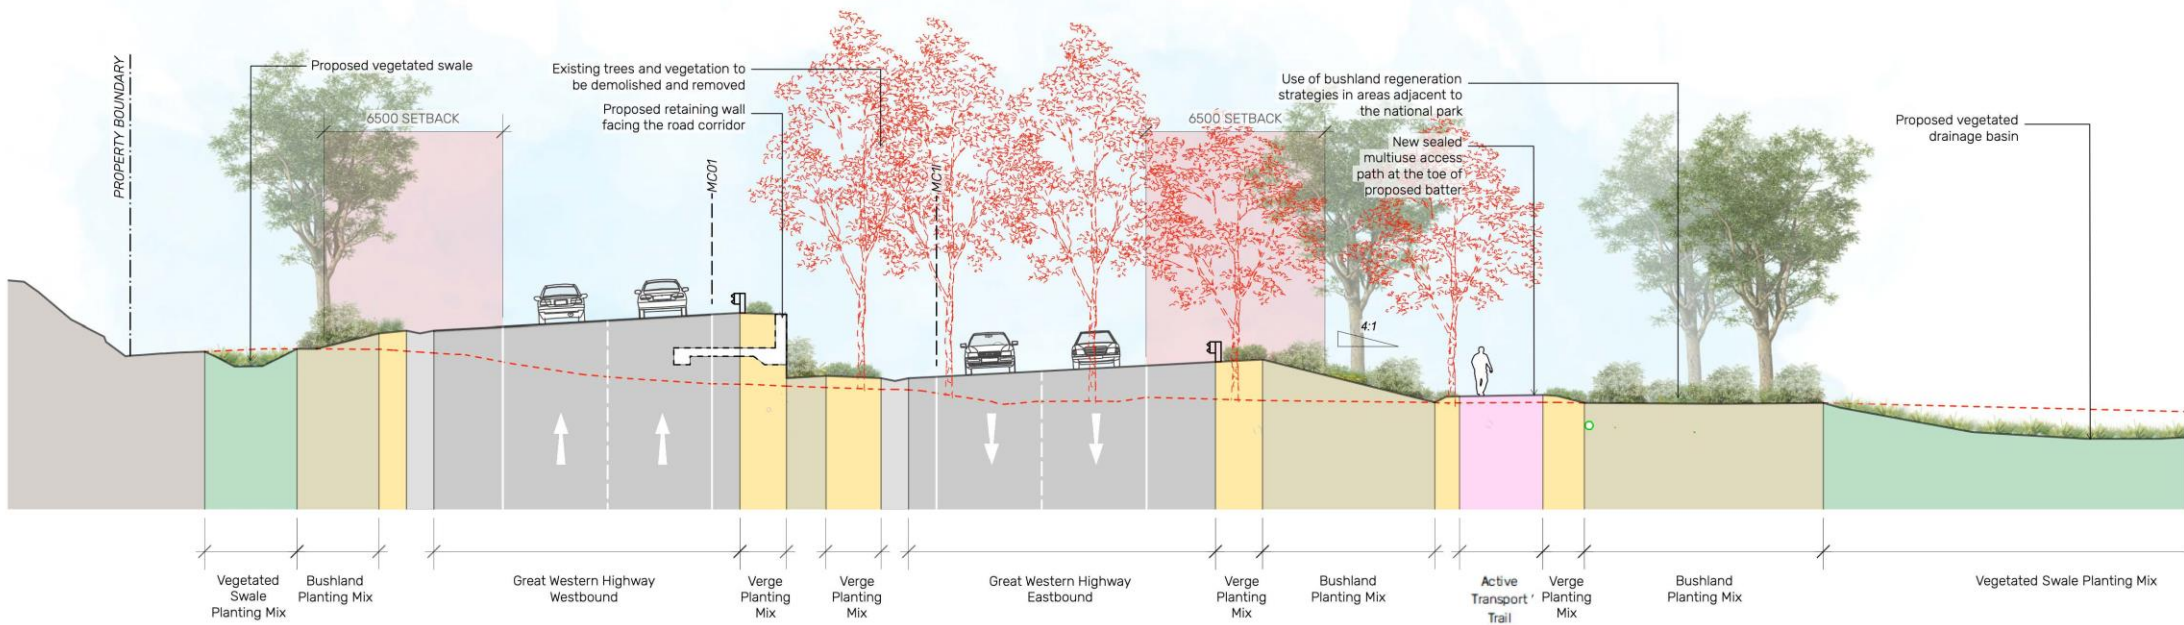 PROPERTY BOUNDARY
Proposed vegetated swale
6500 SETBACK
Existing trees and vegetation to
be demolished and removed
Proposed retaining wall
facing the road corridor
MC01
MC11
6500 SETBACK
Use of bushland regeneration
strategies in areas adjacent to
the national park
New sealed
multiuse access
path at the toe of
proposed batter
Proposed vegetated
drainage basin
4:1
Vegetated
Swale
Planting Mix
Bushland
Planting Mix
Great Western Highway
Westbound
Verge
Planting
Mix
Verge
Planting
Mix
Great Western Highway
Eastbound
Verge
Planting
Mix
Bushland
Planting Mix
Active
Transport
Trail
Verge
Planting
Mix
Bushland
Planting Mix
Vegetated Swale Planting Mix